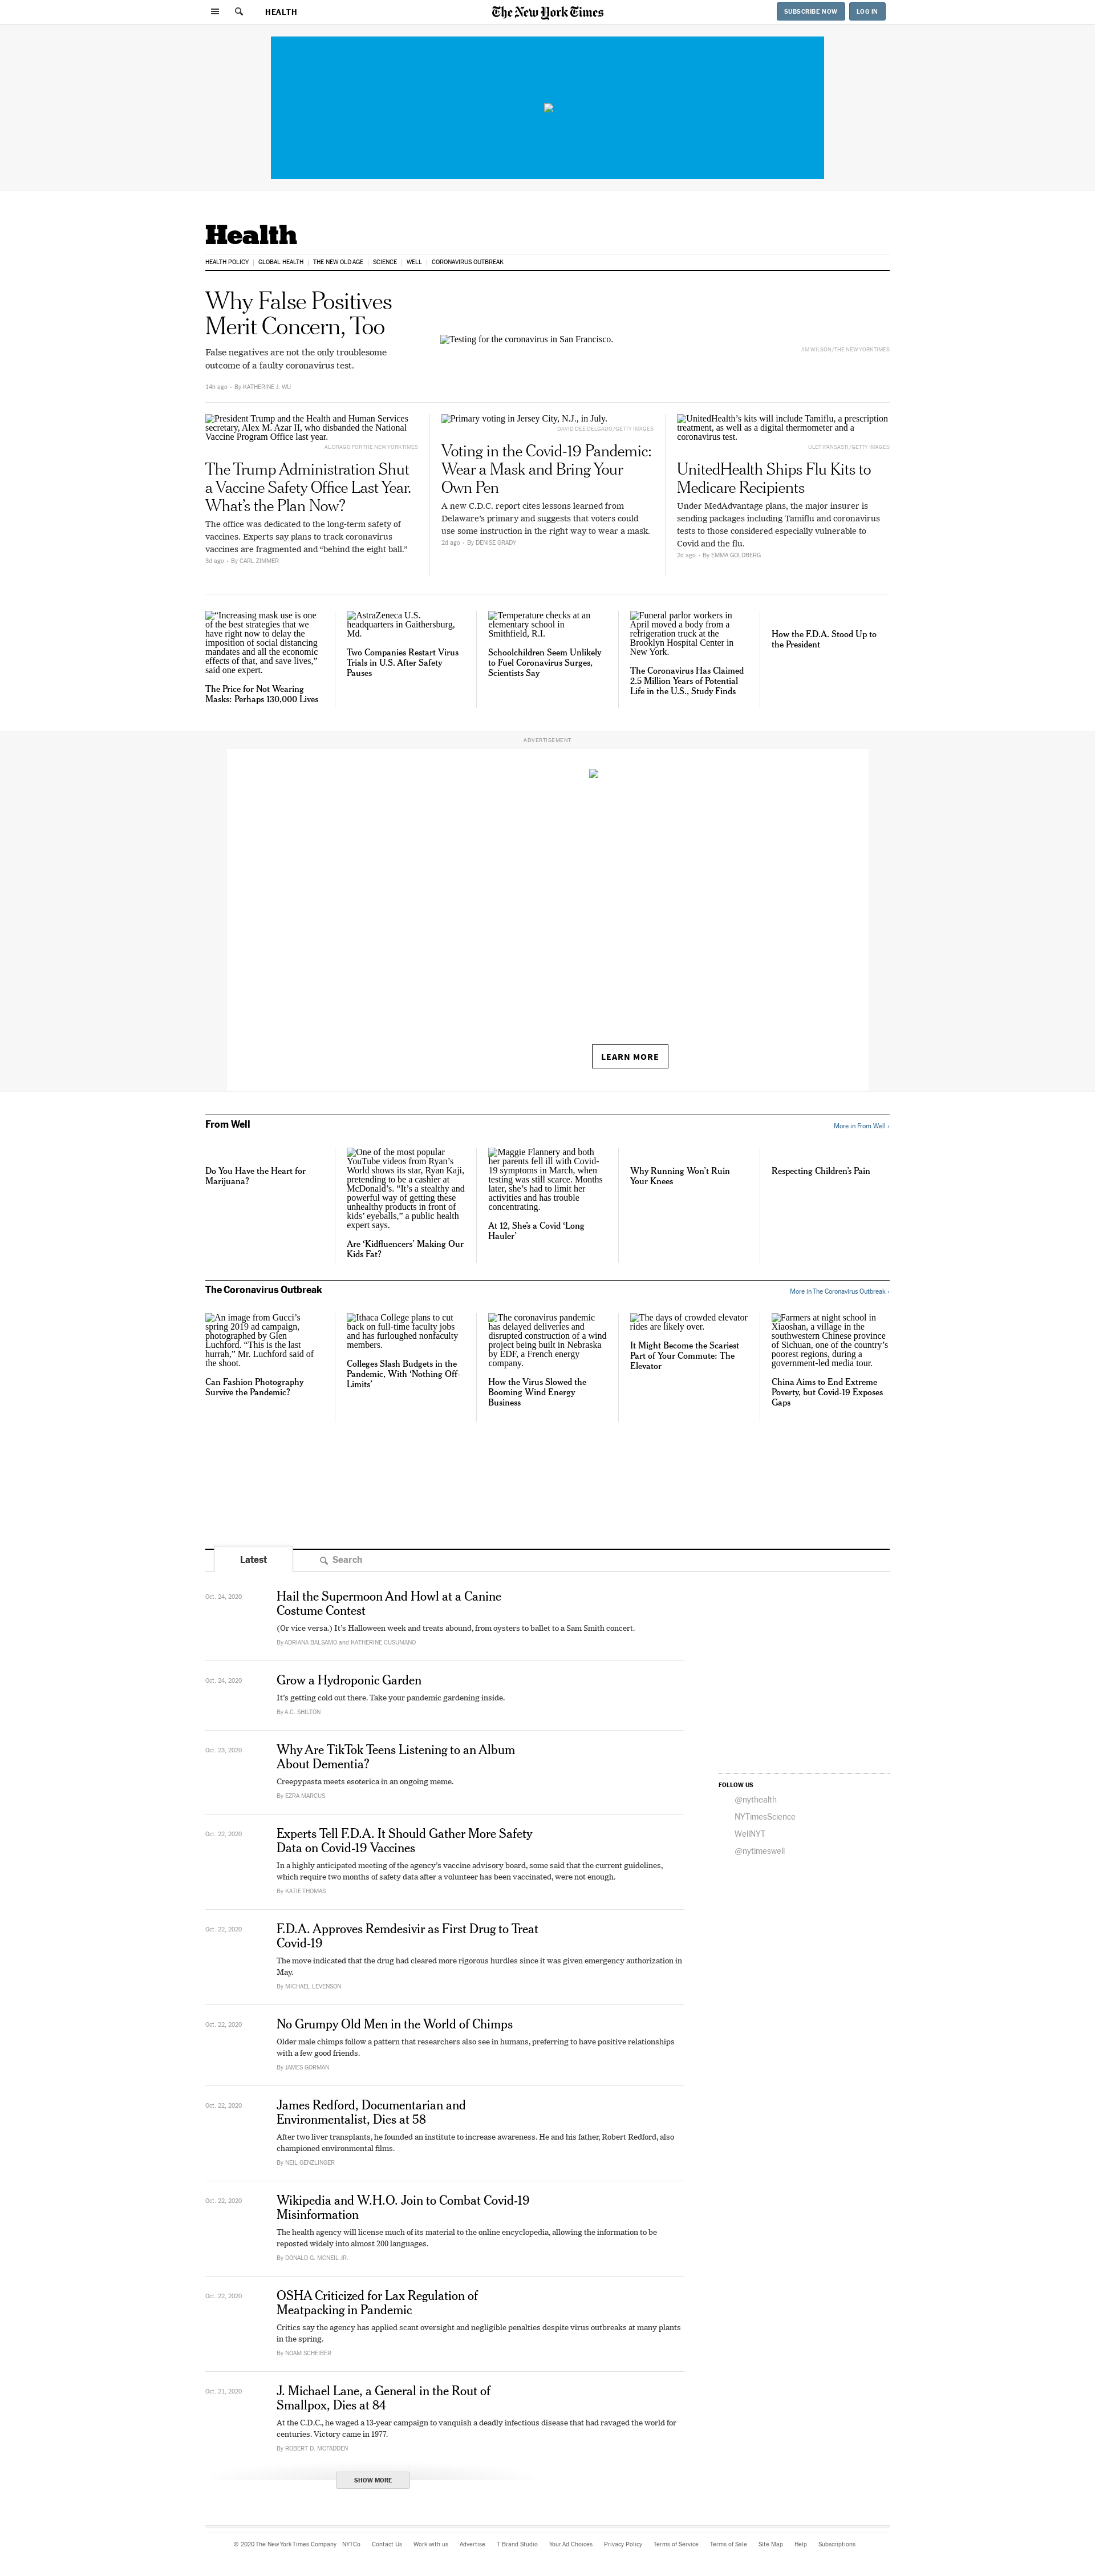 HEALTH
The New York Times
SUBSCRIBE NOW
LOG IN
Health
HEALTH POLICY
GLOBAL HEALTH
THE NEW OLD AGE
SCIENCE
WELL
CORONAVIRUS OUTBREAK
Why False Positives
Merit Concern, Too
False negatives are not the only troublesome
outcome of a faulty coronavirus test.
14h ago · By KATHERINE J. WU
Testing for the coronavirus in San Francisco.
JIM WILSON/THE NEW YORK TIMES
President Trump and the Health and Human Services
secretary, Alex M. Azar II, who disbanded the National
Vaccine Program Office last year.
AL DRAGO FOR THE NEW YORK TIMES
The Trump Administration Shut
a Vaccine Safety Office Last Year.
What’s the Plan Now?
The office was dedicated to the long-term safety of
vaccines. Experts say plans to track coronavirus
vaccines are fragmented and “behind the eight ball.”
3d ago · By CARL ZIMMER
Primary voting in Jersey City, N.J., in July.
DAVID DEE DELGADO/GETTY IMAGES
Voting in the Covid-19 Pandemic:
Wear a Mask and Bring Your
Own Pen
A new C.D.C. report cites lessons learned from
Delaware’s primary and suggests that voters could
use some instruction in the right way to wear a mask.
2d ago · By DENISE GRADY
UnitedHealth’s kits will include Tamiflu, a prescription
treatment, as well as a digital thermometer and a
coronavirus test.
ULET IFANSASTI/GETTY IMAGES
UnitedHealth Ships Flu Kits to
Medicare Recipients
Under MedAdvantage plans, the major insurer is
sending packages including Tamiflu and coronavirus
tests to those considered especially vulnerable to
Covid and the flu.
2d ago · By EMMA GOLDBERG
“Increasing mask use is one
of the best strategies that we
have right now to delay the
imposition of social distancing
mandates and all the economic
effects of that, and save lives,”
said one expert.
The Price for Not Wearing
Masks: Perhaps 130,000 Lives
AstraZeneca U.S.
headquarters in Gaithersburg,
Md.
Two Companies Restart Virus
Trials in U.S. After Safety
Pauses
Temperature checks at an
elementary school in
Smithfield, R.I.
Schoolchildren Seem Unlikely
to Fuel Coronavirus Surges,
Scientists Say
Funeral parlor workers in
April moved a body from a
refrigeration truck at the
Brooklyn Hospital Center in
New York.
The Coronavirus Has Claimed
2.5 Million Years of Potential
Life in the U.S., Study Finds
How the F.D.A. Stood Up to
the President
ADVERTISEMENT
LEARN MORE
From Well
More in From Well ›
Do You Have the Heart for
Marijuana?
One of the most popular
YouTube videos from Ryan’s
World shows its star, Ryan Kaji,
pretending to be a cashier at
McDonald’s. “It’s a stealthy and
powerful way of getting these
unhealthy products in front of
kids’ eyeballs,” a public health
expert says.
Are ‘Kidfluencers’ Making Our
Kids Fat?
Maggie Flannery and both
her parents fell ill with Covid-
19 symptoms in March, when
testing was still scarce. Months
later, she’s had to limit her
activities and has trouble
concentrating.
At 12, She’s a Covid ‘Long
Hauler’
Why Running Won’t Ruin
Your Knees
Respecting Children’s Pain
The Coronavirus Outbreak
More in The Coronavirus Outbreak ›
An image from Gucci’s
spring 2019 ad campaign,
photographed by Glen
Luchford. “This is the last
hurrah,” Mr. Luchford said of
the shoot.
Can Fashion Photography
Survive the Pandemic?
Ithaca College plans to cut
back on full-time faculty jobs
and has furloughed nonfaculty
members.
Colleges Slash Budgets in the
Pandemic, With ‘Nothing Off-
Limits’
The coronavirus pandemic
has delayed deliveries and
disrupted construction of a wind
project being built in Nebraska
by EDF, a French energy
company.
How the Virus Slowed the
Booming Wind Energy
Business
The days of crowded elevator
rides are likely over.
It Might Become the Scariest
Part of Your Commute: The
Elevator
Farmers at night school in
Xiaoshan, a village in the
southwestern Chinese province
of Sichuan, one of the country’s
poorest regions, during a
government-led media tour.
China Aims to End Extreme
Poverty, but Covid-19 Exposes
Gaps
Latest
Search
Oct. 24, 2020
Hail the Supermoon And Howl at a Canine
Costume Contest
(Or vice versa.) It’s Halloween week and treats abound, from oysters to ballet to a Sam Smith concert.
By ADRIANA BALSAMO and KATHERINE CUSUMANO
Oct. 24, 2020
Grow a Hydroponic Garden
It’s getting cold out there. Take your pandemic gardening inside.
By A.C. SHILTON
Oct. 23, 2020
Why Are TikTok Teens Listening to an Album
About Dementia?
Creepypasta meets esoterica in an ongoing meme.
By EZRA MARCUS
Oct. 22, 2020
Experts Tell F.D.A. It Should Gather More Safety
Data on Covid-19 Vaccines
In a highly anticipated meeting of the agency’s vaccine advisory board, some said that the current guidelines,
which require two months of safety data after a volunteer has been vaccinated, were not enough.
By KATIE THOMAS
Oct. 22, 2020
F.D.A. Approves Remdesivir as First Drug to Treat
Covid-19
The move indicated that the drug had cleared more rigorous hurdles since it was given emergency authorization in
May.
By MICHAEL LEVENSON
Oct. 22, 2020
No Grumpy Old Men in the World of Chimps
Older male chimps follow a pattern that researchers also see in humans, preferring to have positive relationships
with a few good friends.
By JAMES GORMAN
Oct. 22, 2020
James Redford, Documentarian and
Environmentalist, Dies at 58
After two liver transplants, he founded an institute to increase awareness. He and his father, Robert Redford, also
championed environmental films.
By NEIL GENZLINGER
Oct. 22, 2020
Wikipedia and W.H.O. Join to Combat Covid-19
Misinformation
The health agency will license much of its material to the online encyclopedia, allowing the information to be
reposted widely into almost 200 languages.
By DONALD G. MCNEIL JR.
Oct. 22, 2020
OSHA Criticized for Lax Regulation of
Meatpacking in Pandemic
Critics say the agency has applied scant oversight and negligible penalties despite virus outbreaks at many plants
in the spring.
By NOAM SCHEIBER
Oct. 21, 2020
J. Michael Lane, a General in the Rout of
Smallpox, Dies at 84
At the C.D.C., he waged a 13-year campaign to vanquish a deadly infectious disease that had ravaged the world for
centuries. Victory came in 1977.
By ROBERT D. MCFADDEN
SHOW MORE
FOLLOW US
@nythealth
NYTimesScience
WellNYT
@nytimeswell
© 2020 The New York Times Company
NYTCo
Contact Us
Work with us
Advertise
T Brand Studio
Your Ad Choices
Privacy Policy
Terms of Service
Terms of Sale
Site Map
Help
Subscriptions